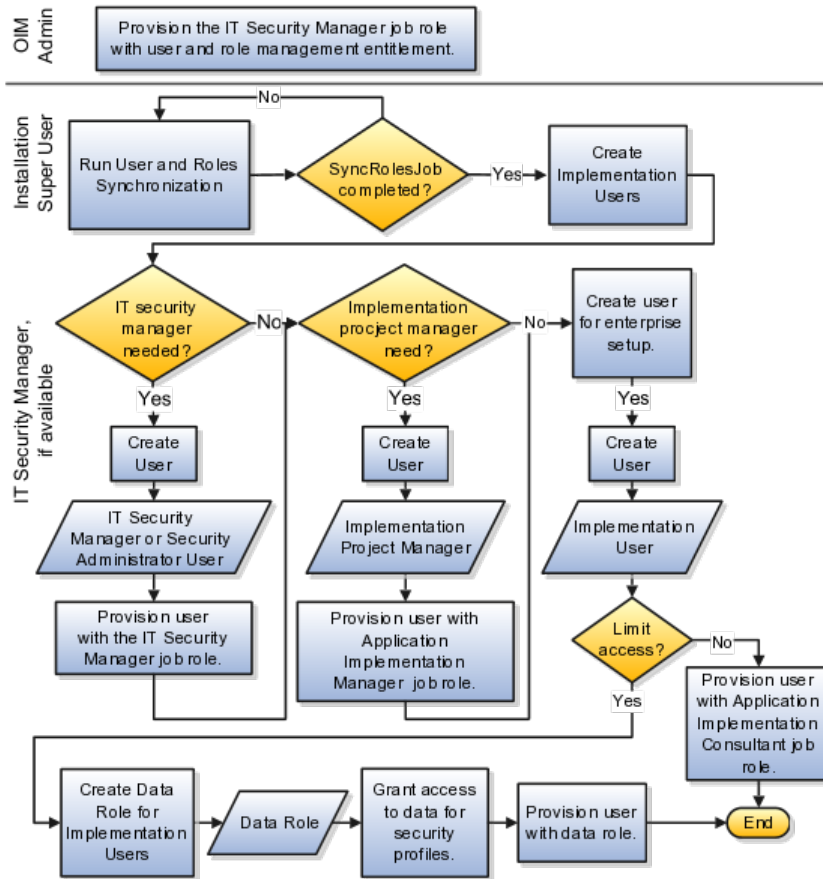 OIM
Admin
Provision the IT Security Manager job role
with user and role management entitlement.
Installation
Super User
No
Run User and Roles
Synchronization
SyncRolesJob
completed?
Yes
Create
Implementation
Users
IT Security Manager,
if available
IT security
manager
needed?
No
Implementation
procject manager
need?
No
Create user
for enterprise
setup.
Yes
Yes
Yes
Create
User
Create
User
Create
User
IT Security
Manager or Security
Administrator User
Implementation
Project Manager
Implementation
User
Provision user
with the IT Security
Manager job role.
Provision user with
Application
Implementation
Manager job role.
Limit
access?
No
Yes
Provision user
with Application
Implementation
Consultant job
role.
Create Data
Role for
Implementation
Users
Data Role
Grant access
to data for
security
profiles.
Provision user
with data role.
End